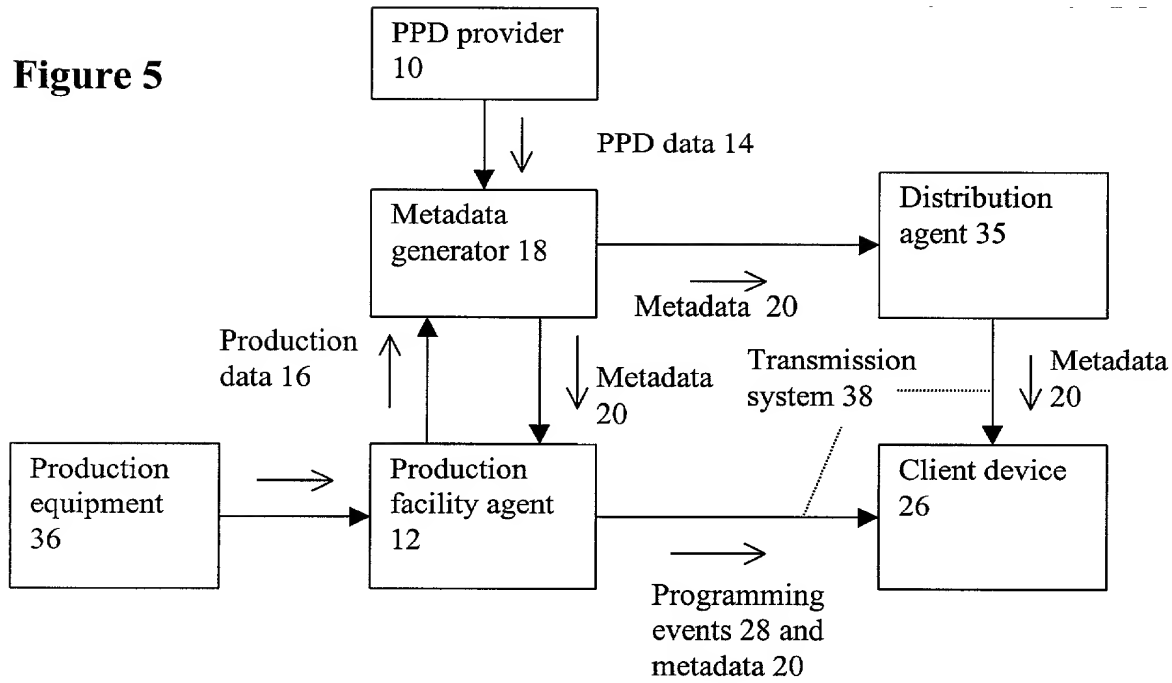 Figure 5
PPD provider
10
PPD data 14
Metadata
generator 18
Distribution
agent 35
Metadata 20
Production
data 16
Metadata
20
Transmission
system 38
Metadata
20
Production
equipment
36
Production
facility agent
12
Client device
26
Programming
events 28 and
metadata 20